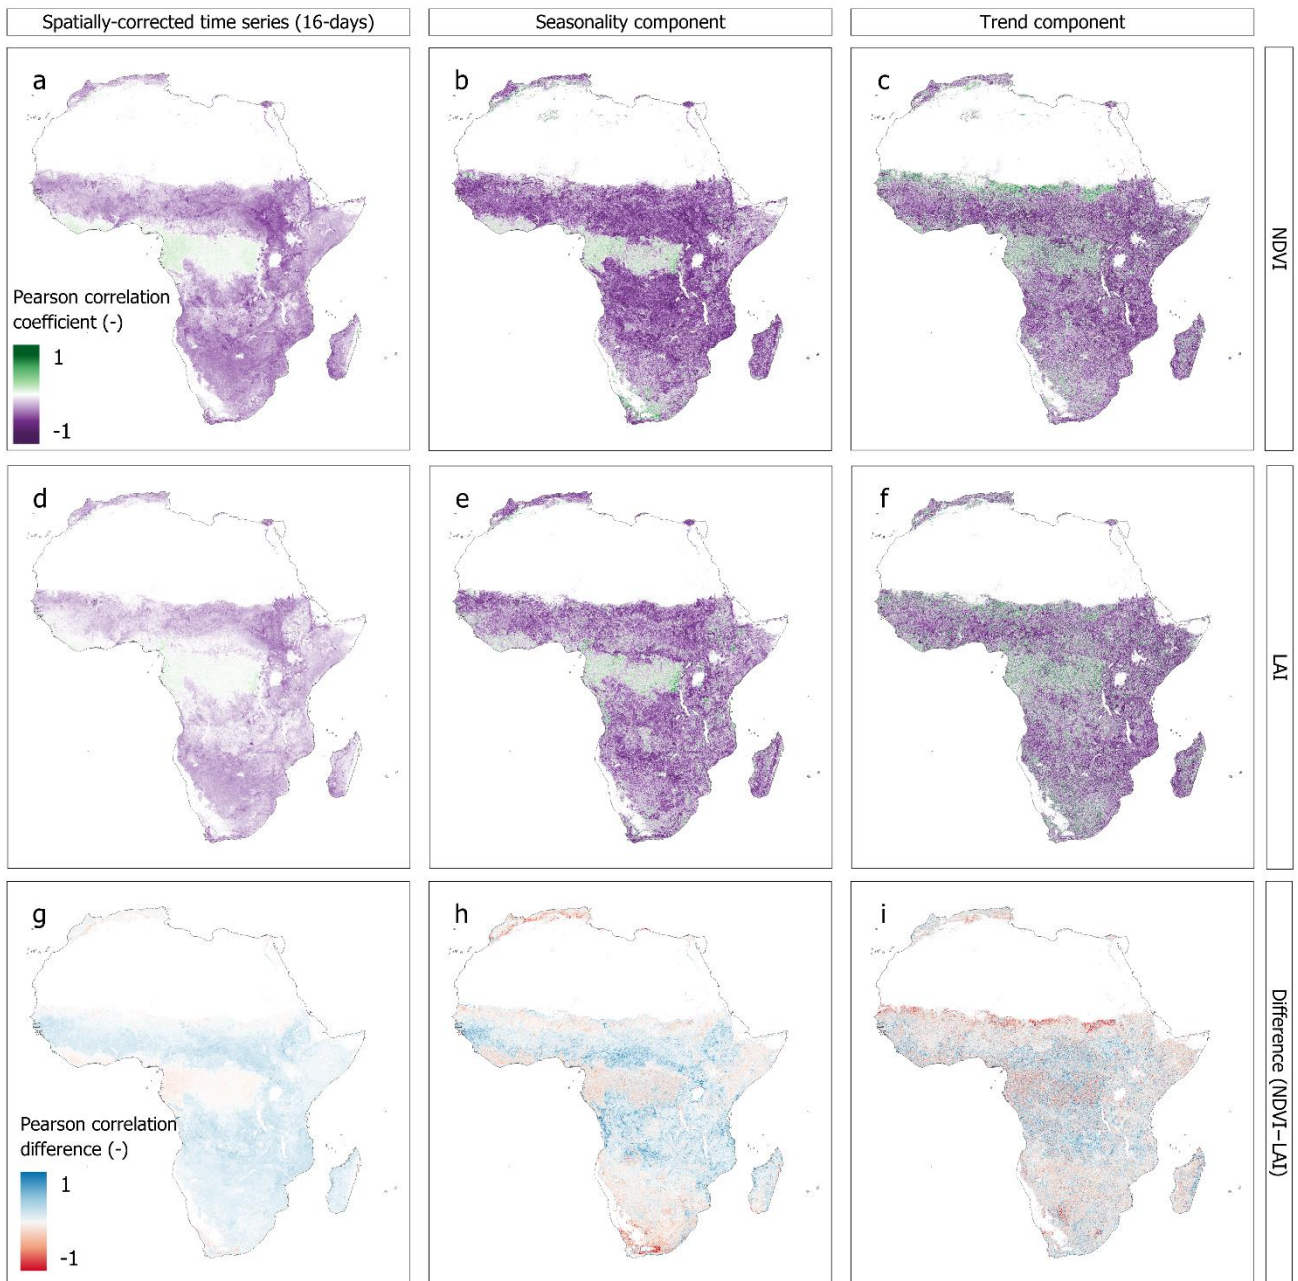 Spatially-corrected time series (16-days)
Seasonality component
Trend component
a
b
c
NDVI
Pearson correlation
coefficient (-)
1
-1
d
e
f
LAI
g
h
i
Difference (NDVI−LAI)
Pearson correlation
difference (-)
1
-1